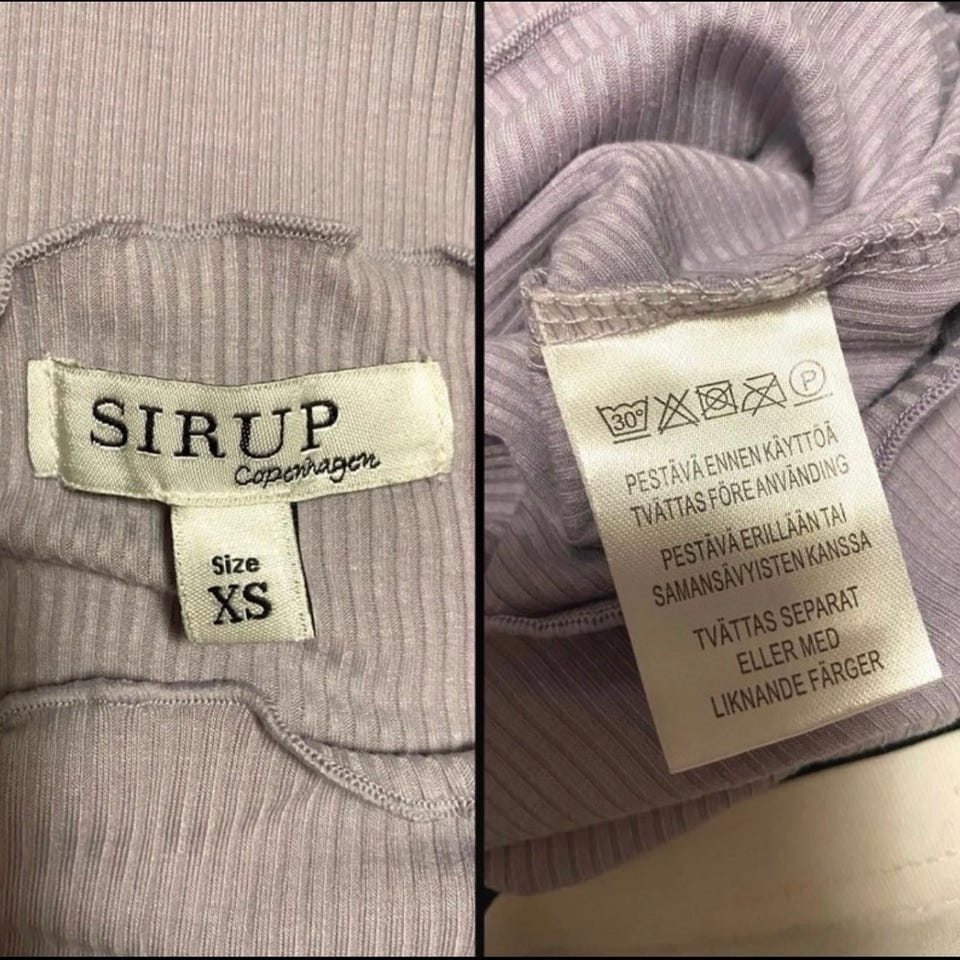 SIRUP
Copenhagen
Size
XS
30°
P
PESTÄVÄ ENNEN KÄYTTÖÄ
TVÄTTAS FÖRE ANVÄNDING
PESTÄVÄ ERILLÄÄN TAI
SAMANSÄVYISTEN KANSSA
TVÄTTAS SEPARAT
ELLER MED
LIKNANDE FÄRGER